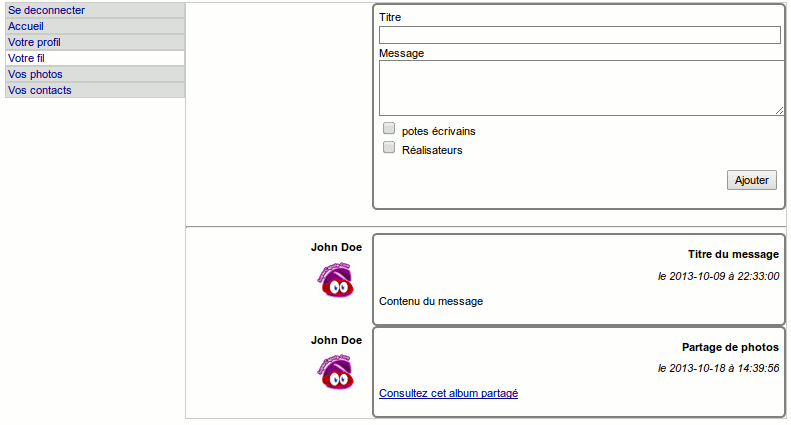 Se deconnecter
Accueil
Votre profil
Votre fil
Vos photos
Vos contacts
Titre
Message
potes écrivains
Réalisateurs
Ajouter
John Doe
Titre du message
le 2013-10-09 à 22:33:00
Contenu du message
John Doe
Partage de photos
le 2013-10-18 à 14:39:56
Consultez cet album partagé